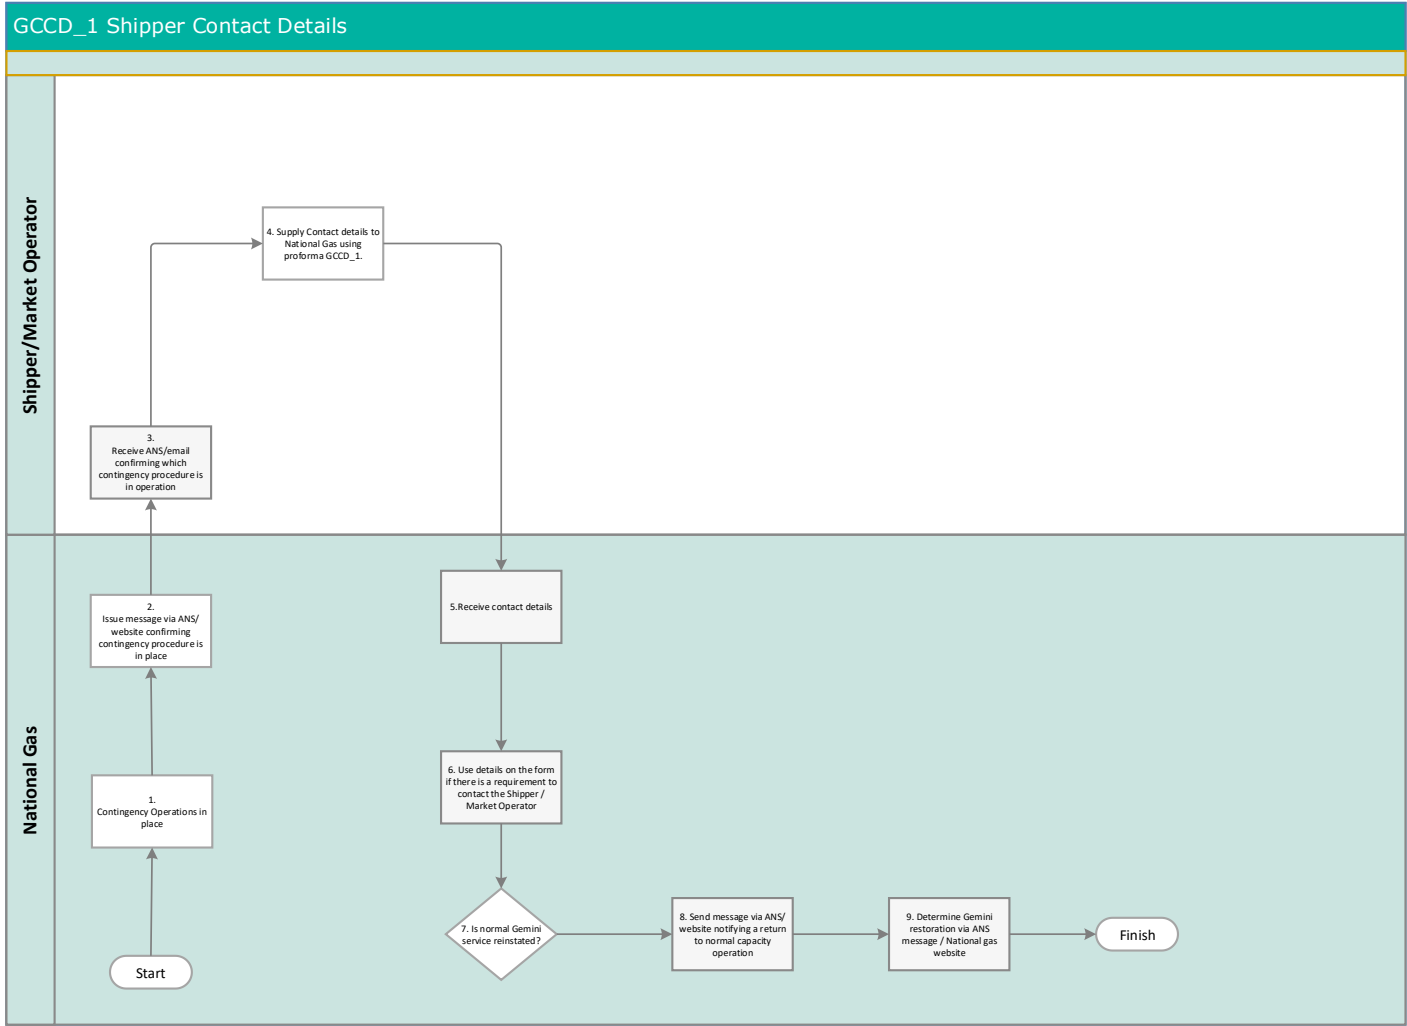 GCCD_1 Shipper Contact Details
Shipper/Market Operator
4. Supply Contact details to
National Gas using
proforma GCCD_1.
3.
Receive ANS/email
confirming which
contingency procedure is
in operation
National Gas
2.
Issue message via ANS/
website confirming
contingency procedure is
in place
5.Receive contact details
1.
Contingency Operations in
place
6. Use details on the form
if there is a requirement to
contact the Shipper /
Market Operator
Start
7. Is normal Gemini
service reinstated?
8. Send message via ANS/
website notifying a return
to normal capacity
operation
9. Determine Gemini
restoration via ANS
message / National gas
website
Finish